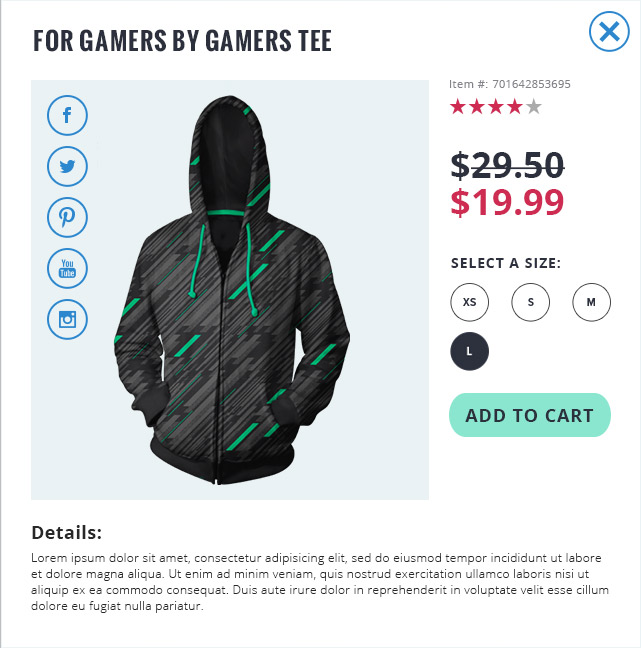 FOR GAMERS BY GAMERS TEE
Item #: 701642853695
$29.50
$19.99
SELECT A SIZE:
XS S M
L
ADD TO CART
You
Tube
Details:
Lorem ipsum dolor sit amet, consectetur adipisicing elit, sed do eiusmod tempor incididunt ut labore
et dolore magna aliqua. Ut enim ad minim veniam, quis nostrud exercitation ullamco laboris nisi ut
aliquip ex ea commodo consequat. Duis aute irure dolor in reprehenderit in voluptate velit esse cillum
dolore eu fugiat nulla pariatur.